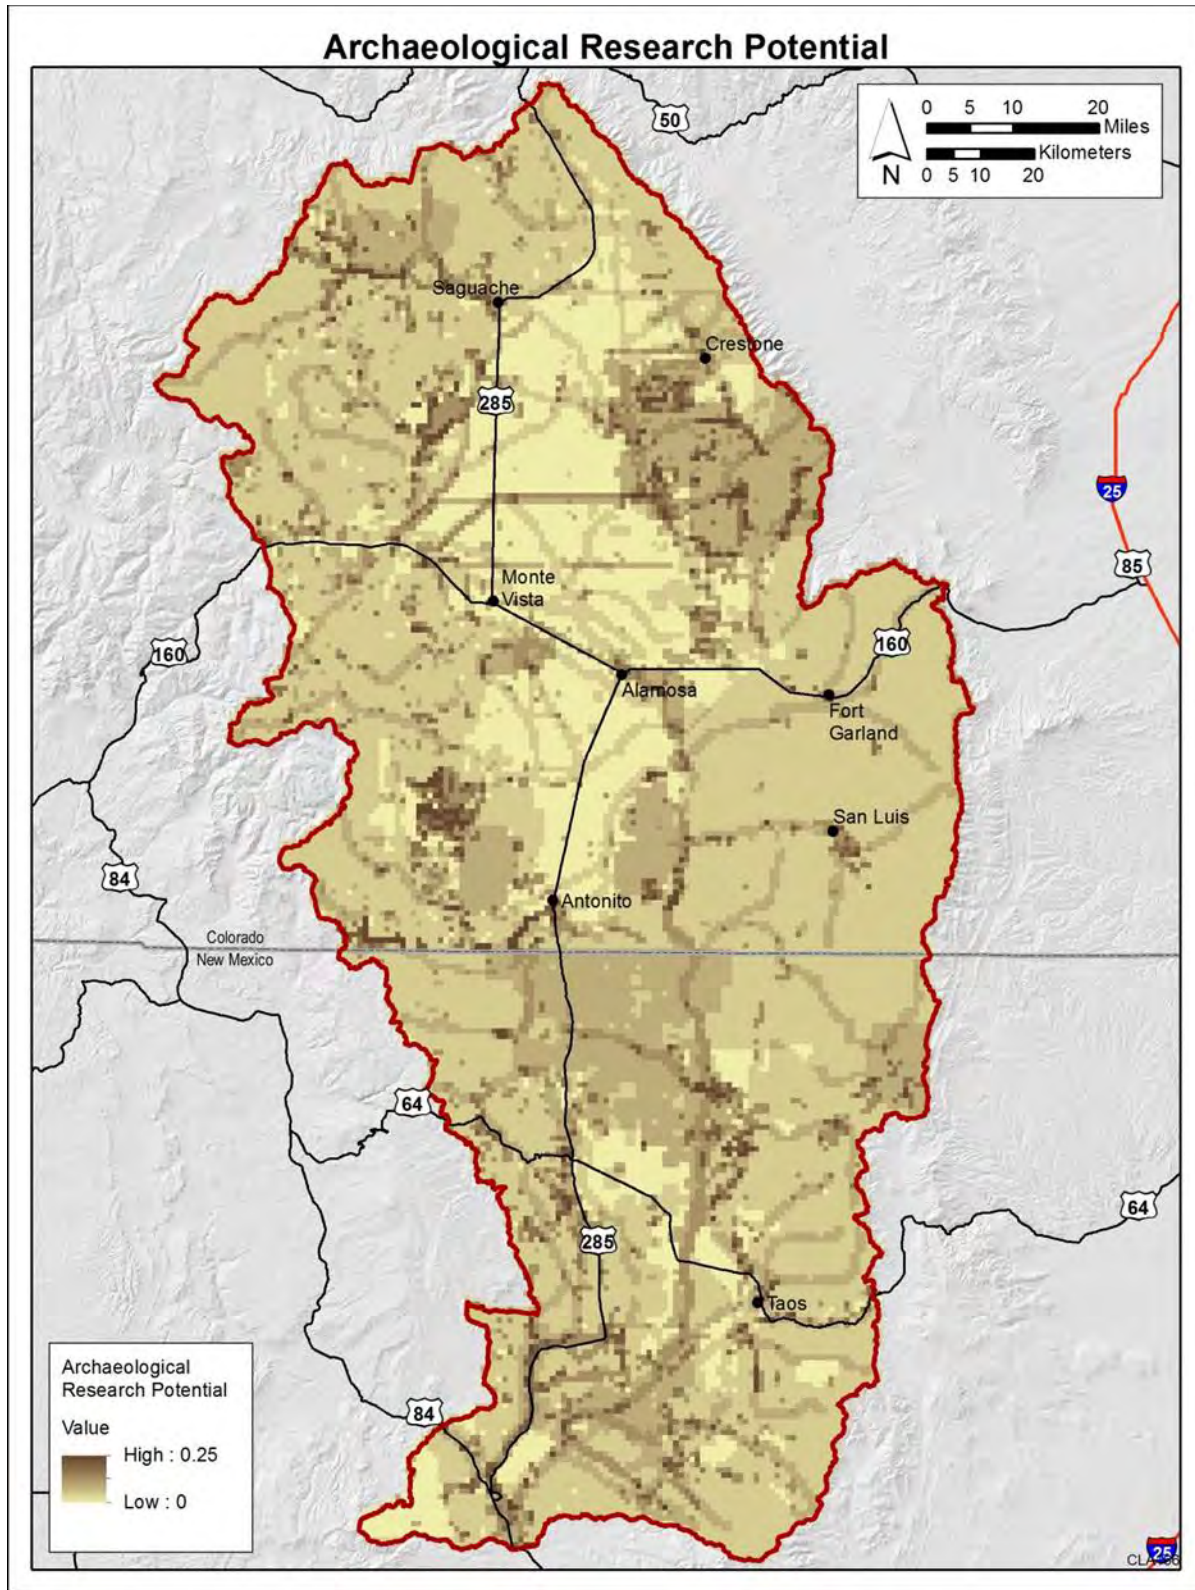 Archaeological Research Potential
0 5 10 20
Miles
Kilometers
0 5 10 20
N
50
Saguache
Crestone
285
25
85
Monte
Vista
160
160
Alamosa
Fort
Garland
San Luis
84
Antonito
Colorado
New Mexico
64
64
285
Taos
84
Archaeological
Research Potential
Value
High : 0.25
Low : 0
25